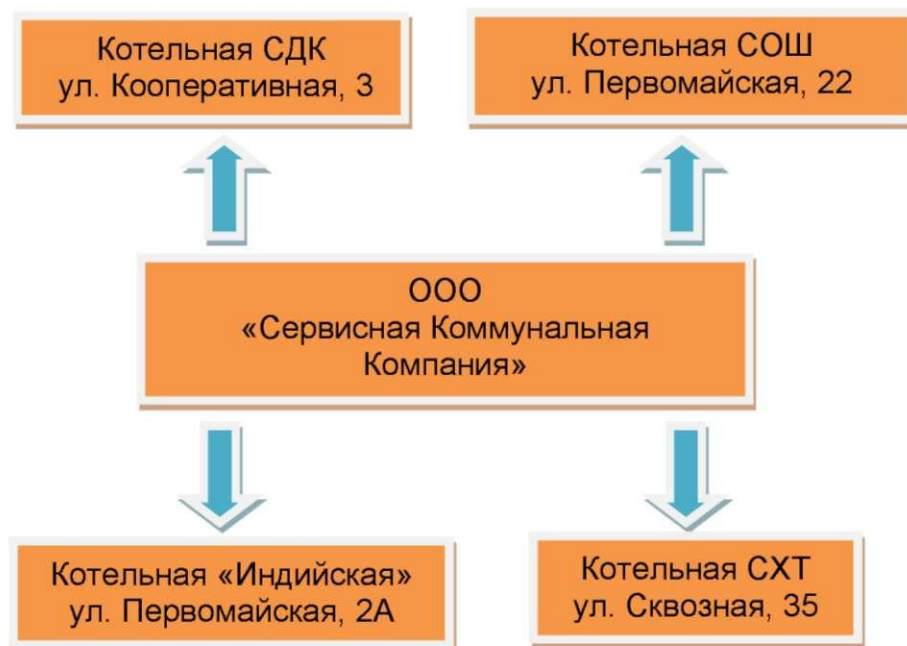 Котельная СДК
ул. Кооперативная, 3
Котельная СОШ
ул. Первомайская, 22
ООО
«Сервисная Коммунальная
Компания»
Котельная «Индийская»
ул. Первомайская, 2А
Котельная СХТ
ул. Сквозная, 35